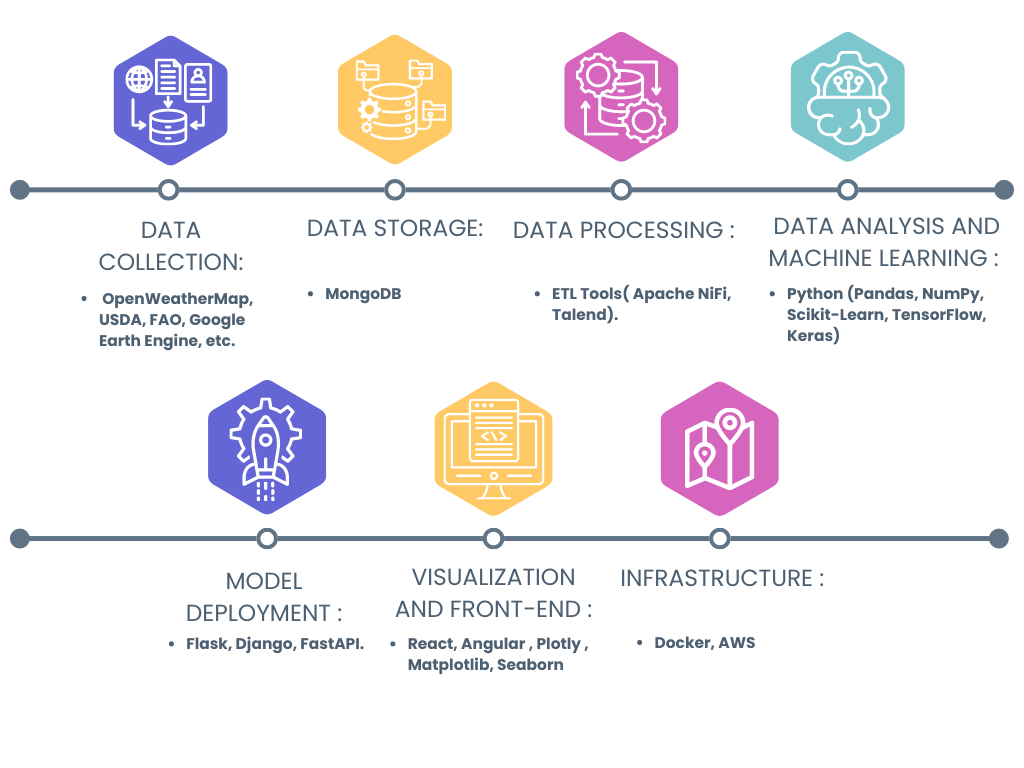 DATA
COLLECTION:
• OpenWeatherMap,
USDA, FAO, Google
Earth Engine, etc.
DATA STORAGE:
• MongoDB
DATA PROCESSING :
• ETL Tools( Apache NiFi,
Talend).
DATA ANALYSIS AND
MACHINE LEARNING :
• Python (Pandas, NumPy,
Scikit-Learn, TensorFlow,
Keras)
MODEL
DEPLOYMENT :
• Flask, Django, FastAPI.
VISUALIZATION
AND FRONT-END :
• React, Angular , Plotly ,
Matplotlib, Seaborn
INFRASTRUCTURE :
• Docker, AWS